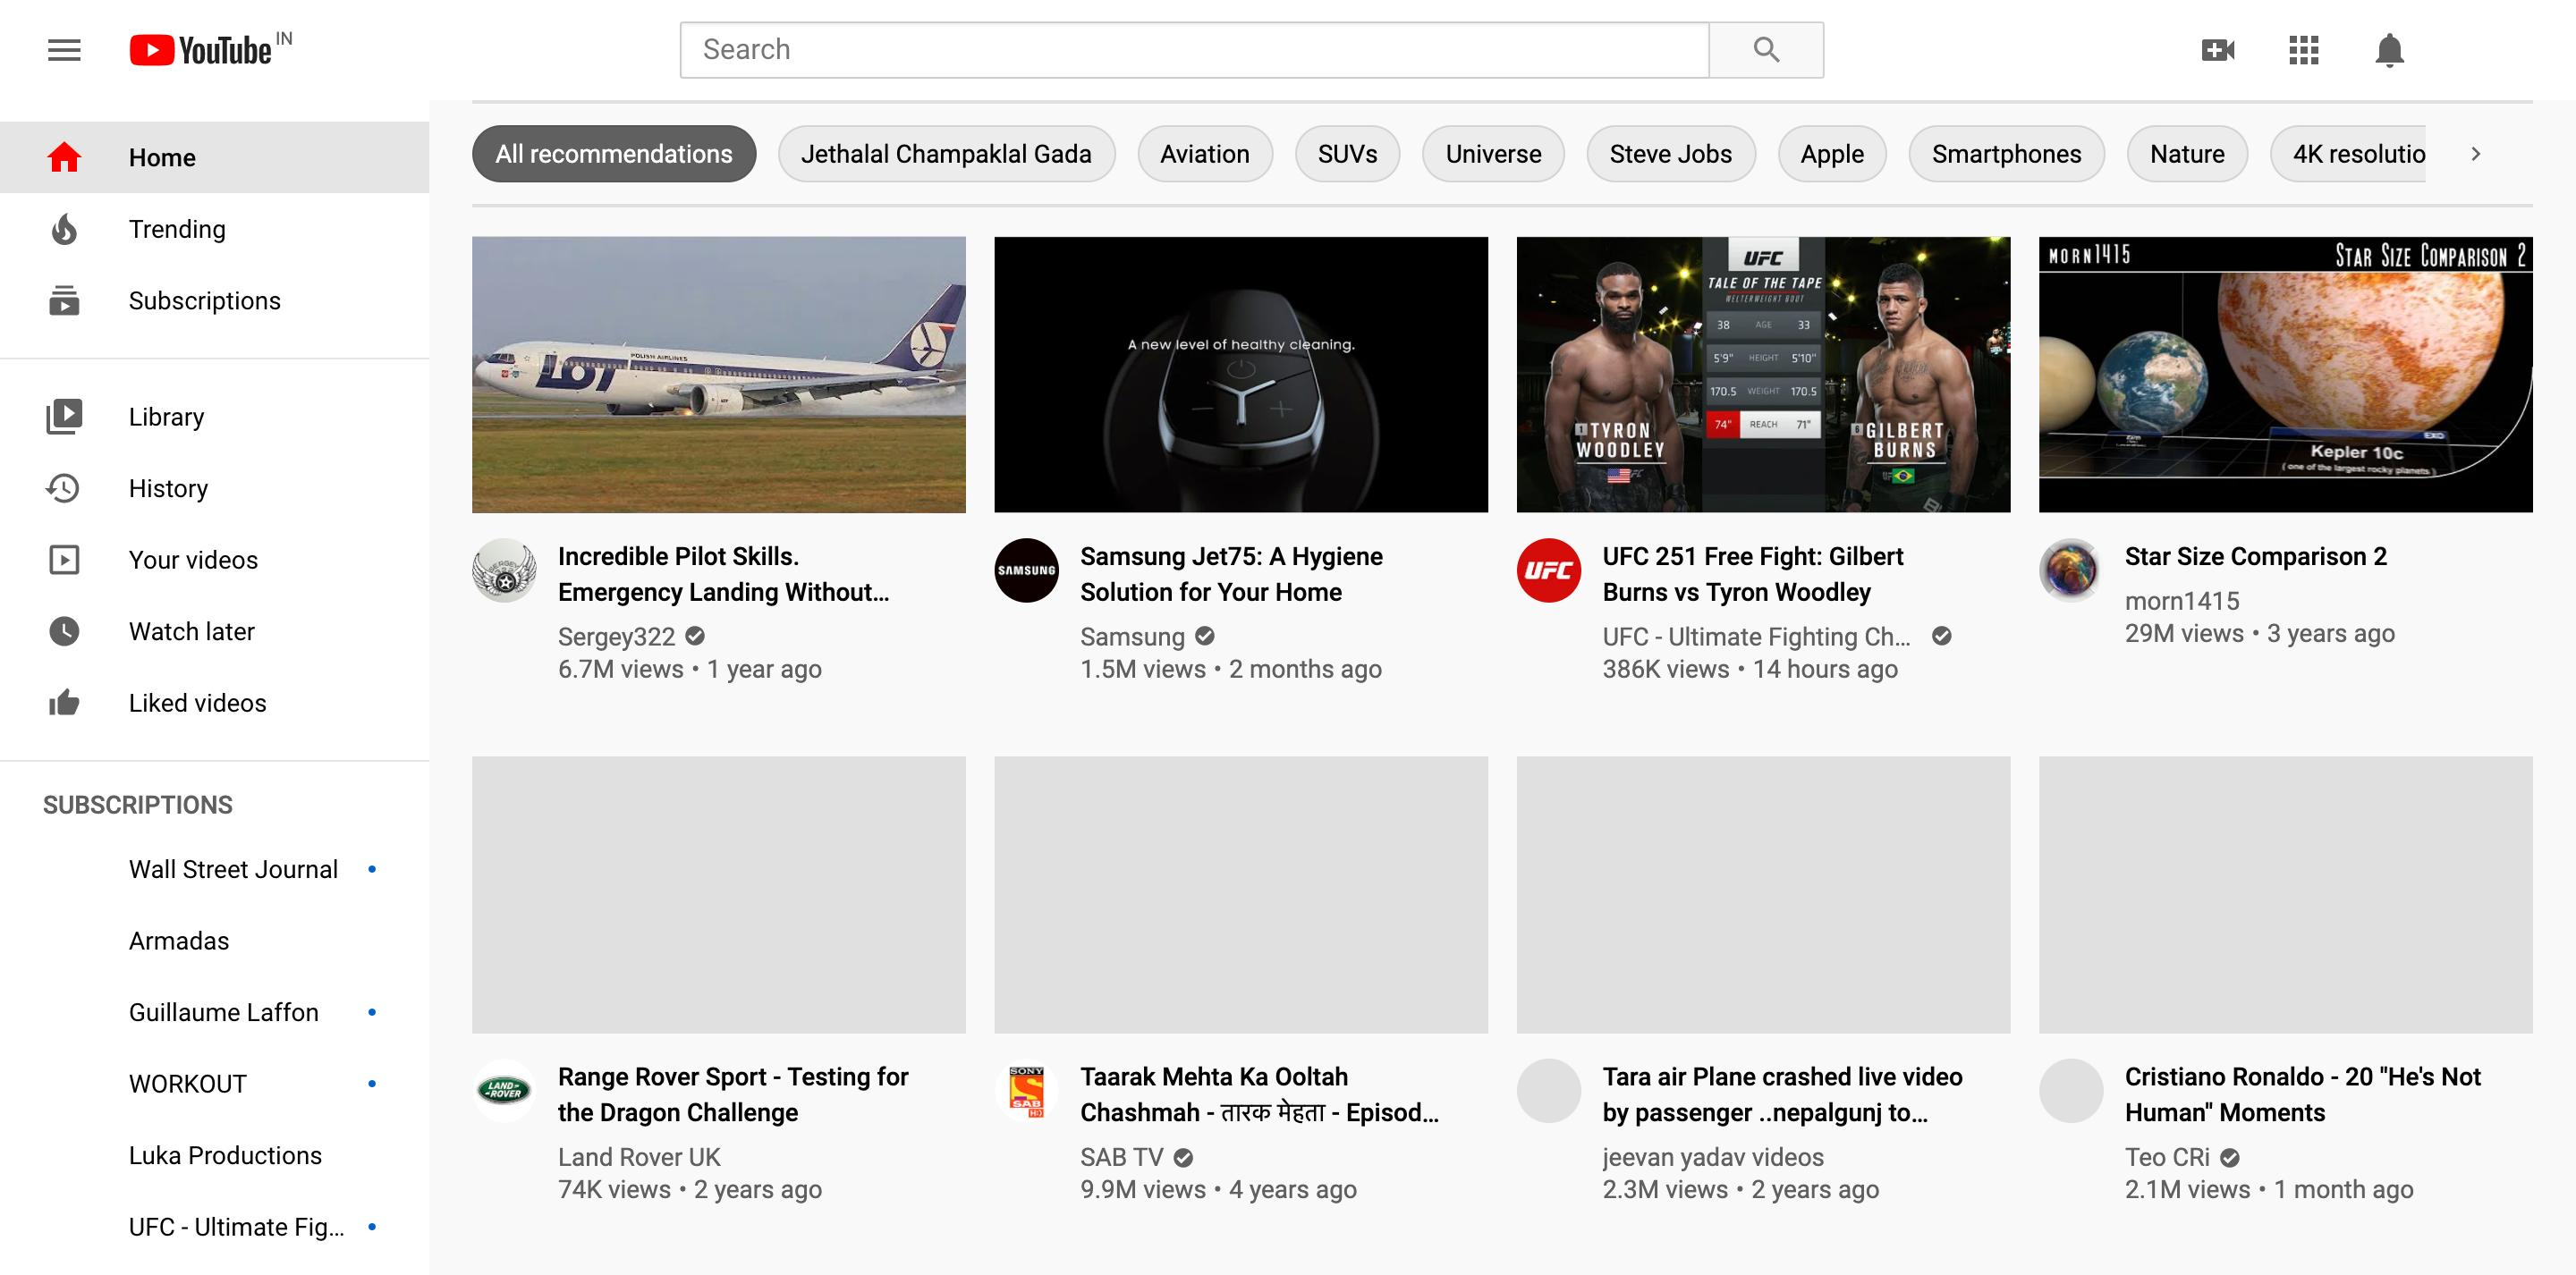 YouTube IN
Search
Home
Trending
Subscriptions
Library
History
Your videos
Watch later
Liked videos
SUBSCRIPTIONS
Wall Street Journal
Armadas
Guillaume Laffon
WORKOUT
Luka Productions
UFC - Ultimate Fig...
All recommendations
Jethalal Champaklal Gada
Aviation
SUVs
Universe
Steve Jobs
Apple
Smartphones
Nature
4K resolutio
POLISH AIRLINES
LOT
Incredible Pilot Skills.
Emergency Landing Without...
Sergey322
6.7M views • 1 year ago
A new level of healthy cleaning.
SAMSUNG
Samsung Jet75: A Hygiene
Solution for Your Home
Samsung
1.5M views • 2 months ago
UFC
TALE OF THE TAPE
WELTERWEIGHT BOUT
38 AGE 33
5'9" HEIGHT 5'10"
170.5 WEIGHT 170.5
74" REACH 71"
1 TYRON
WOODLEY
6 GILBERT
BURNS
UFC
UFC 251 Free Fight: Gilbert
Burns vs Tyron Woodley
UFC - Ultimate Fighting Ch...
386K views • 14 hours ago
morn1415
Star Size Comparison 2
Kepler 10c
( one of the largest rocky planets )
Star Size Comparison 2
morn1415
29M views • 3 years ago
LAND-
-ROVER
Range Rover Sport - Testing for
the Dragon Challenge
Land Rover UK
74K views • 2 years ago
SONY
SAB
HD
Taarak Mehta Ka Ooltah
Chashmah - तारक मेहता - Episod...
SAB TV
9.9M views • 4 years ago
Tara air Plane crashed live video
by passenger ..nepalgunj to...
jeevan yadav videos
2.3M views • 2 years ago
Cristiano Ronaldo - 20 "He's Not
Human" Moments
Teo CRi
2.1M views • 1 month ago